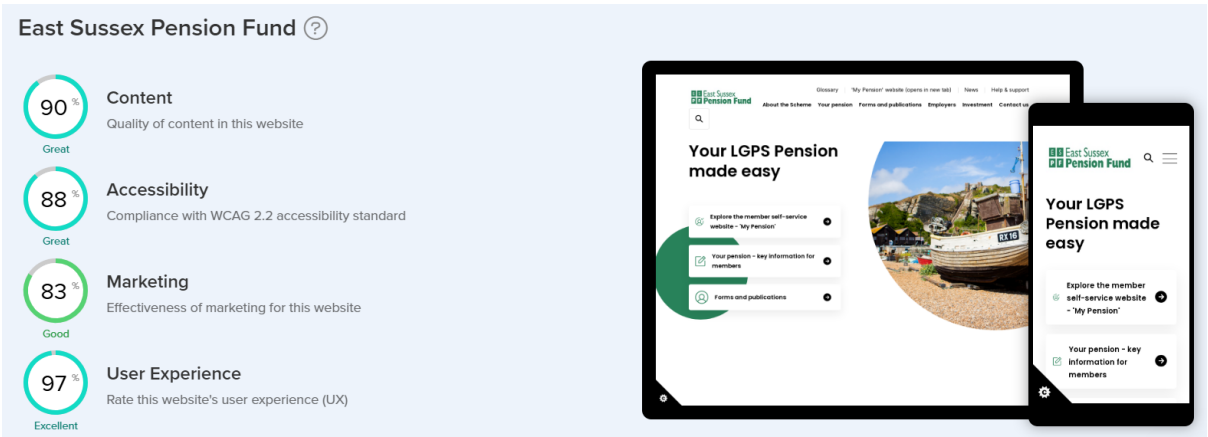 East Sussex Pension Fund ?
90 %
Great
Content
Quality of content in this website
88 %
Great
Accessibility
Compliance with WCAG 2.2 accessibility standard
83 %
Good
Marketing
Effectiveness of marketing for this website
97 %
Excellent
User Experience
Rate this website's user experience (UX)
East Sussex
Pension Fund
Glossary
'My Pension' website (opens in new tab)
News
Help & support
About the Scheme Your pension Forms and publications Employers Investment Contact us
Your LGPS Pension
made easy
Explore the member self-service
website - 'My Pension'
Your pension - key information for
members
Forms and publications
RX 16
East Sussex
Pension Fund
Your LGPS
Pension made
easy
Explore the member
self-service website
- 'My Pension'
Your pension - key
information for
members